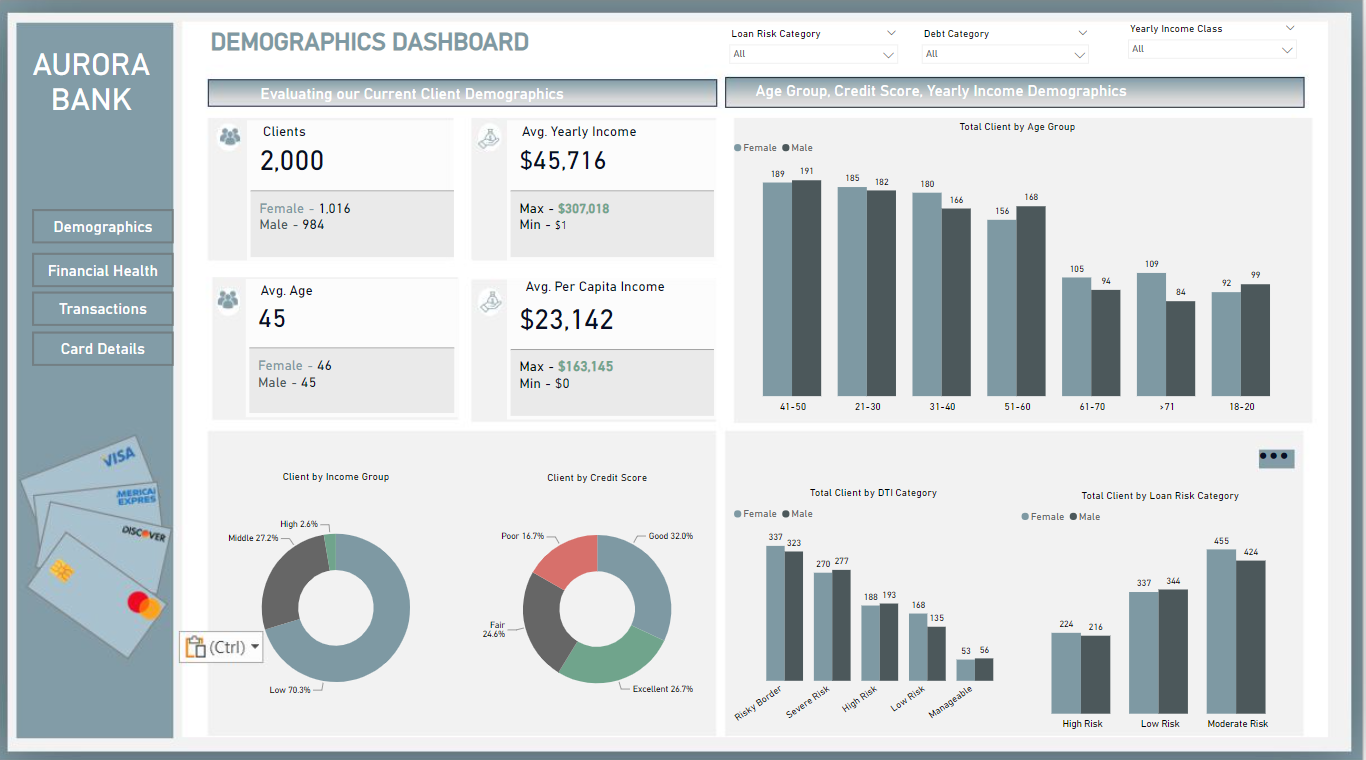 AURORA
BANK
Demographics
Financial Health
Transactions
Card Details
VISA
MERICA
EXPRES
DISCOVER
(Ctrl)
DEMOGRAPHICS DASHBOARD
Loan Risk Category
All
Debt Category
All
Yearly Income Class
All
Evaluating our Current Client Demographics
Clients
2,000
Female - 1,016
Male - 984
Avg. Yearly Income
$45,716
Max - $307,018
Min - $1
Avg. Age
45
Female - 46
Male - 45
Avg. Per Capita Income
$23,142
Max - $163,145
Min - $0
Age Group, Credit Score, Yearly Income Demographics
Total Client by Age Group
Female Male
189 191 185 182 180 166 156 168 105 94 109 84 92 99
41-50 21-30 31-40 51-60 61-70 >71 18-20
Client by Income Group
High 2.6%
Middle 27.2%
Low 70.3%
Client by Credit Score
Poor 16.7%
Good 32.0%
Fair
24.6%
Excellent 26.7%
Total Client by DTI Category
Female Male
337 323 270 277 188 193 168 135 53 56
Risky Border Severe Risk High Risk Low Risk Manageable
Total Client by Loan Risk Category
Female Male
224 216 337 344 455 424
High Risk Low Risk Moderate Risk